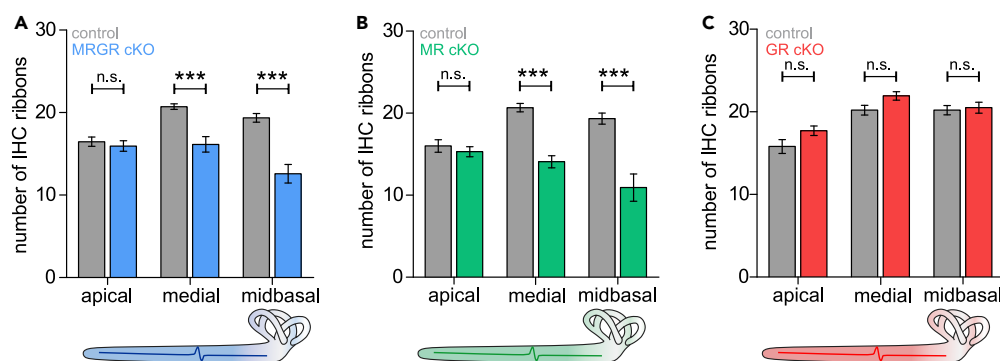 A
number of IHC ribbons
30
20
10
0
control
MRGR cKO
n.s.
***
***
apical
medial
midbasal
B
number of IHC ribbons
30
20
10
0
control
MR cKO
n.s.
***
***
apical
medial
midbasal
C
number of IHC ribbons
30
20
10
0
control
GR cKO
n.s.
n.s.
n.s.
apical
medial
midbasal